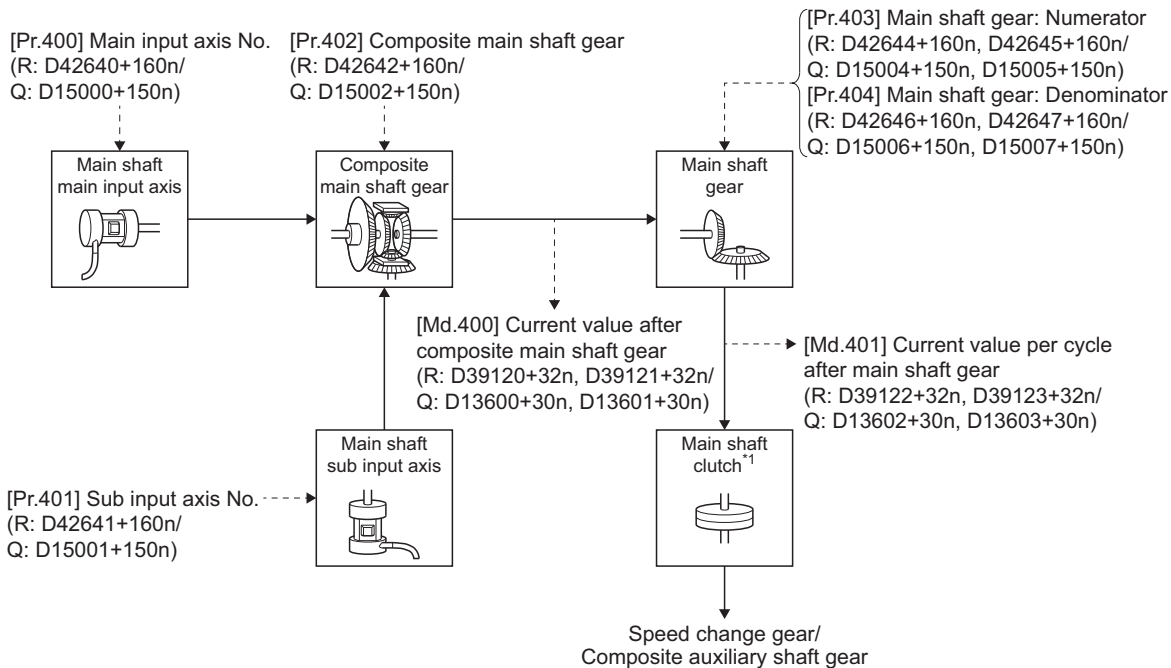 [Pr.400] Main input axis No.
(R: D42640+160n/
Q: D15000+150n)
[Pr.402] Composite main shaft gear
(R: D42642+160n/
Q: D15002+150n)
[Pr.403] Main shaft gear: Numerator
(R: D42644+160n, D42645+160n/
Q: D15004+150n, D15005+150n)
[Pr.404] Main shaft gear: Denominator
(R: D42646+160n, D42647+160n/
Q: D15006+150n, D15007+150n)
Main shaft
main input axis
Composite
main shaft gear
Main shaft
gear
[Md.400] Current value after
composite main shaft gear
(R: D39120+32n, D39121+32n/
Q: D13600+30n, D13601+30n)
[Md.401] Current value per cycle
after main shaft gear
(R: D39122+32n, D39123+32n/
Q: D13602+30n, D13603+30n)
Main shaft
sub input axis
Main shaft
clutch*1
[Pr.401] Sub input axis No.
(R: D42641+160n/
Q: D15001+150n)
Speed change gear/
Composite auxiliary shaft gear